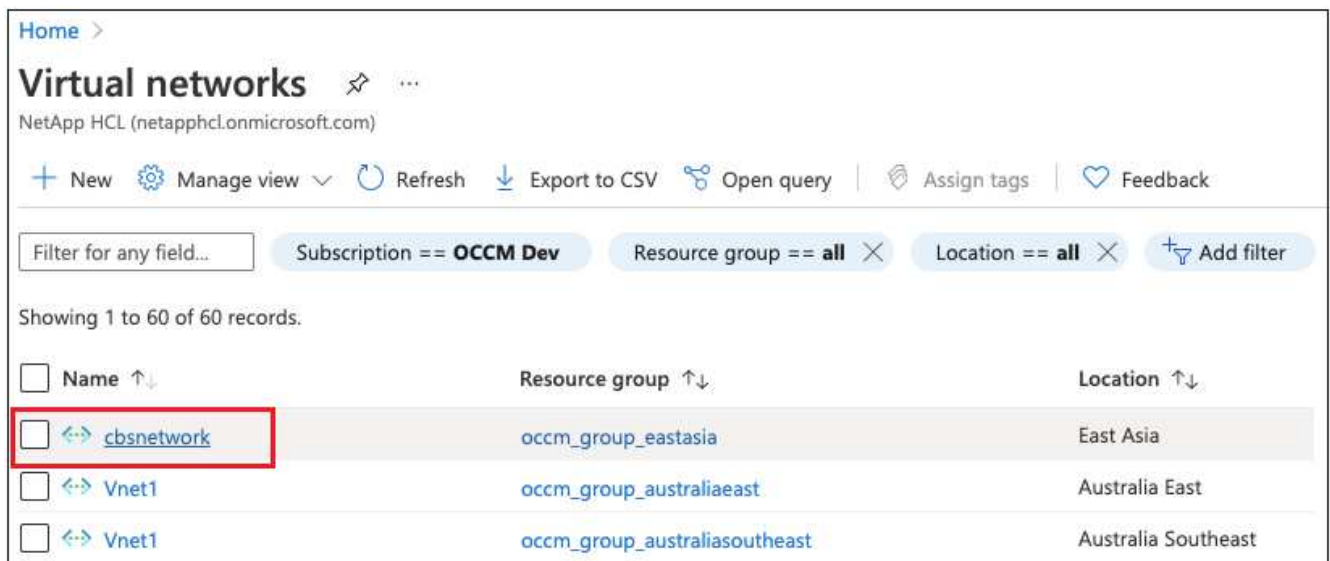 Home >
Virtual networks ...
NetApp HCL (netapphcl.onmicrosoft.com)
New Manage view Refresh Export to CSV Open query Assign tags Feedback
Filter for any field... Subscription == OCCM Dev Resource group == all Location == all Add filter
Showing 1 to 60 of 60 records.
Name Resource group Location
cbsnetwork occm_group_eastasia East Asia
Vnet1 occm_group_australiaeast Australia East
Vnet1 occm_group_australiasoutheast Australia Southeast